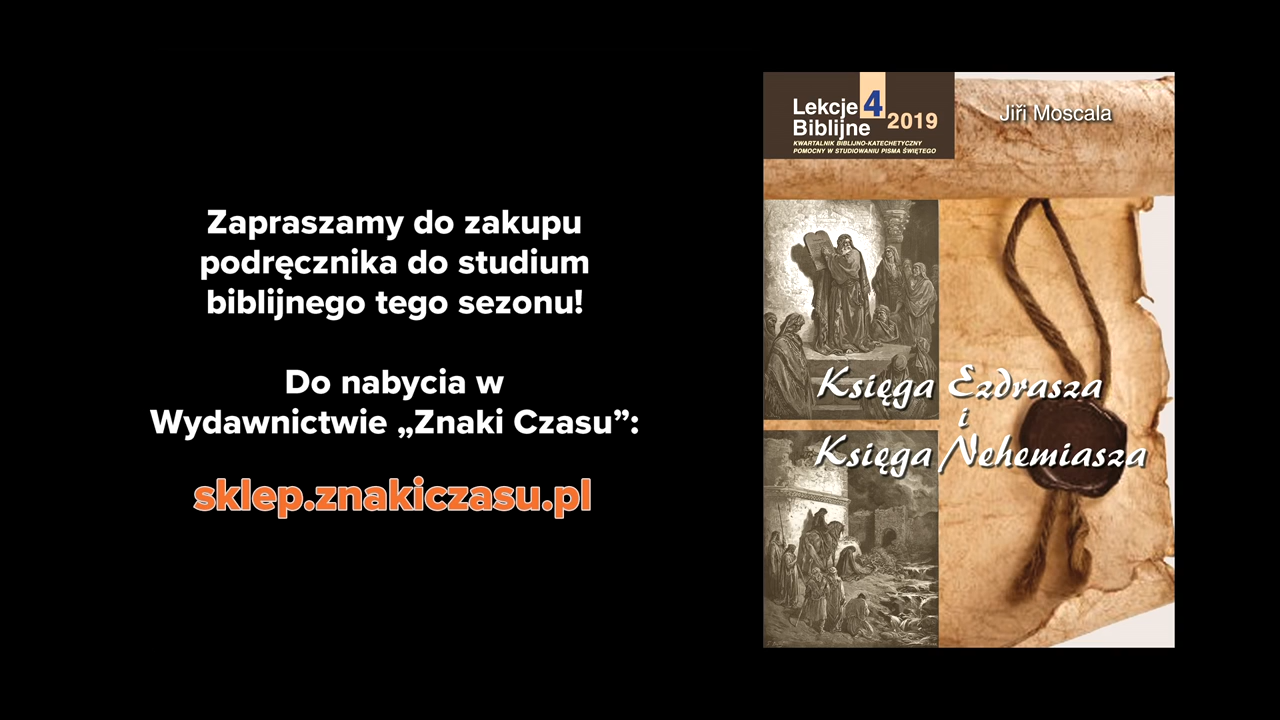 Zapraszamy do zakupu
podręcznika do studium
biblijnego tego sezonu!
Do nabycia w
Wydawnictwie „Znaki Czasu”:
sklep.znakiczasu.pl
Lekcje 4 2019
Biblijne
KWARTALNIK BIBLIJNO-KATECHETYCZNY
POMOCNY W STUDIOWANIU PISMA ŚWIĘTEGO
Jiři Moscala
Księga Ezdrasza
i
Księga Nehemiasza